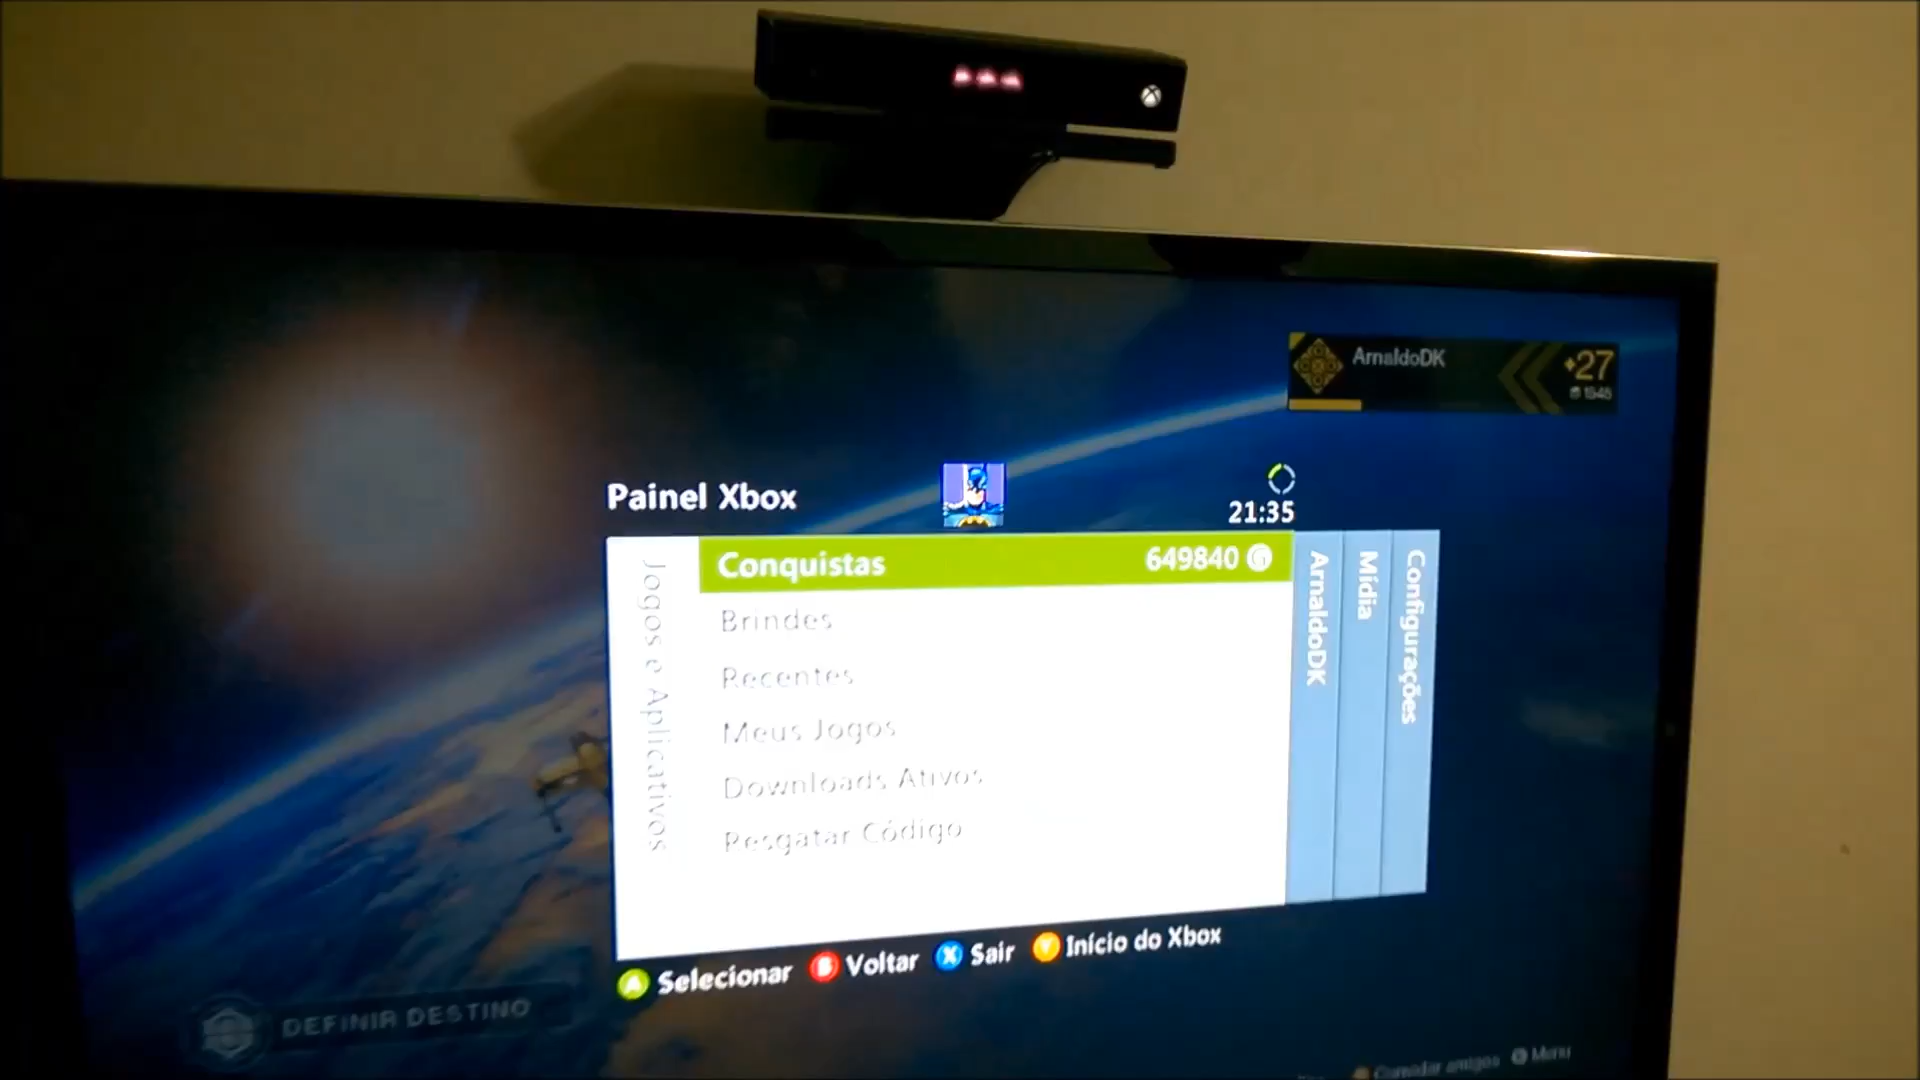 ArnaldoDK
27
Painel Xbox
21:35
Conquistas 649840 G
Brindes
Recentes
Meus Jogos
Downloads Ativos
Resgatar Código
Jogos e Aplicativos
ArnaldoDK
Mídia
Configurações
A Selecionar B Voltar X Sair Y Início do Xbox
DEFINIR DESTINO
Menu